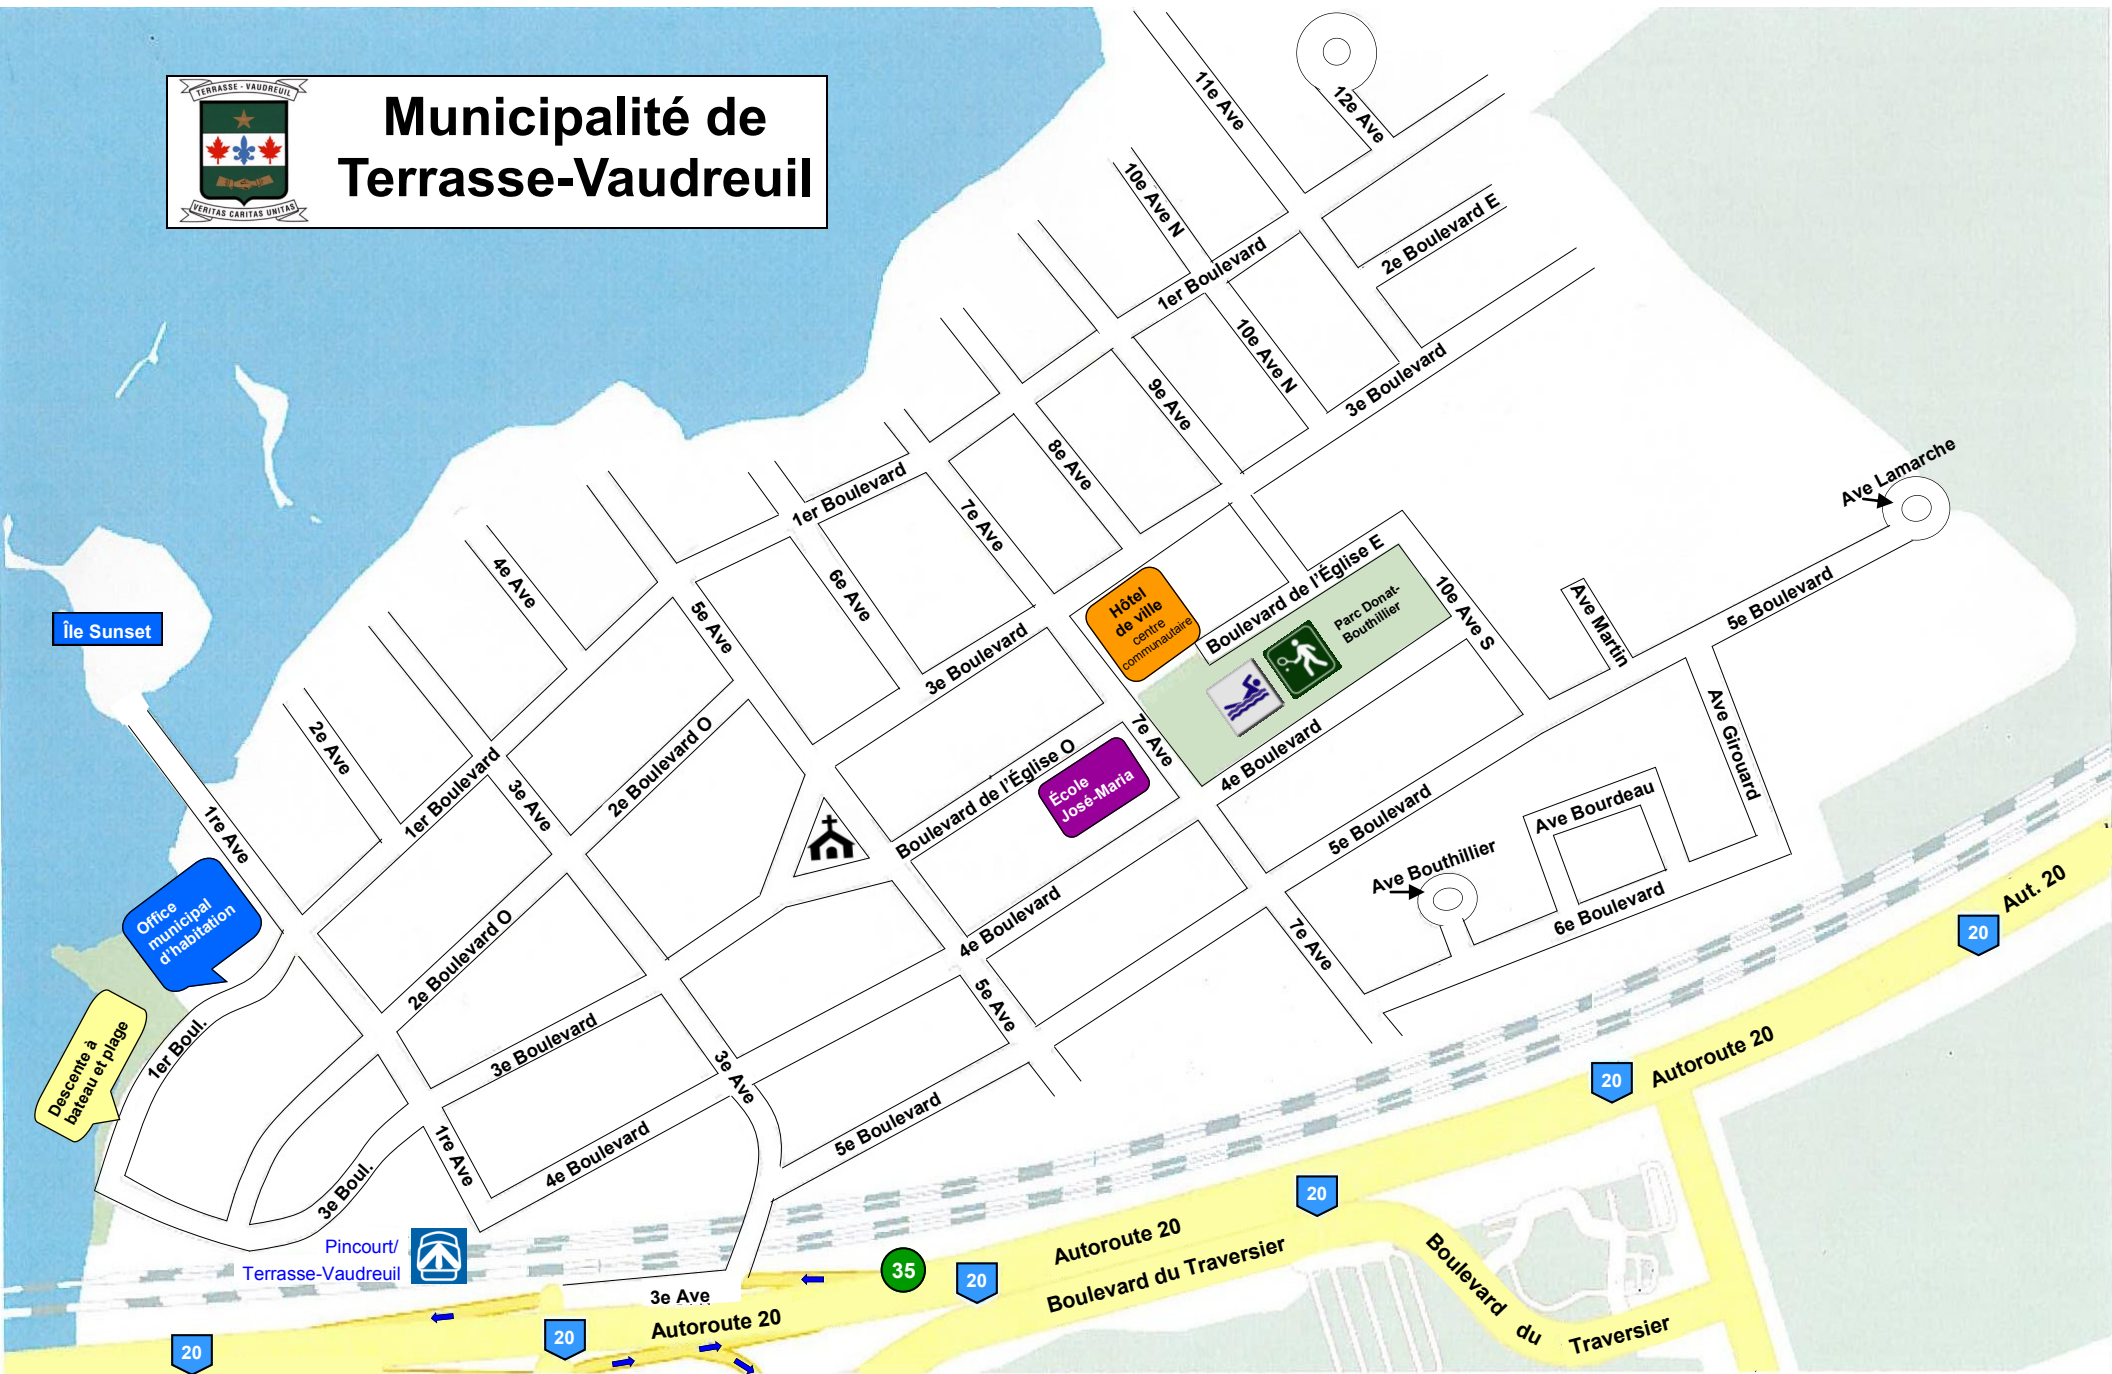 TERRASSE - VAUDREUIL
VERITAS CARITAS UNITAS
Municipalité de
Terrasse-Vaudreuil
11e Ave
12e Ave
10e Ave N
2e Boulevard E
1er Boulevard
10e Ave N
3e Boulevard
9e Ave
8e Ave
1er Boulevard
7e Ave
Ave Lamarche
4e Ave
6e Ave
5e Ave
Hôtel
de ville
centre
communautaire
Boulevard de l'Église E
Parc Donat-
Bouthillier
10e Ave S
Ave Martin
5e Boulevard
Île Sunset
3e Boulevard
2e Ave
7e Ave
4e Boulevard
Ave Girouard
1er Boulevard
3e Ave
2e Boulevard O
Boulevard de l'Église O
École
José-Maria
5e Boulevard
Ave Bourdeau
1re Ave
Ave Bouthillier
6e Boulevard
Aut. 20
20
Office
municipal
d'habitation
2e Boulevard O
4e Boulevard
7e Ave
5e Ave
1er Boul.
Descente à
bateau et plage
3e Boulevard
3e Ave
20
Autoroute 20
1re Ave
4e Boulevard
5e Boulevard
3e Boul.
20
Pincourt/
Terrasse-Vaudreuil
35
20
Autoroute 20
Boulevard du Traversier
Boulevard
du
Traversier
3e Ave
Autoroute 20
20
20